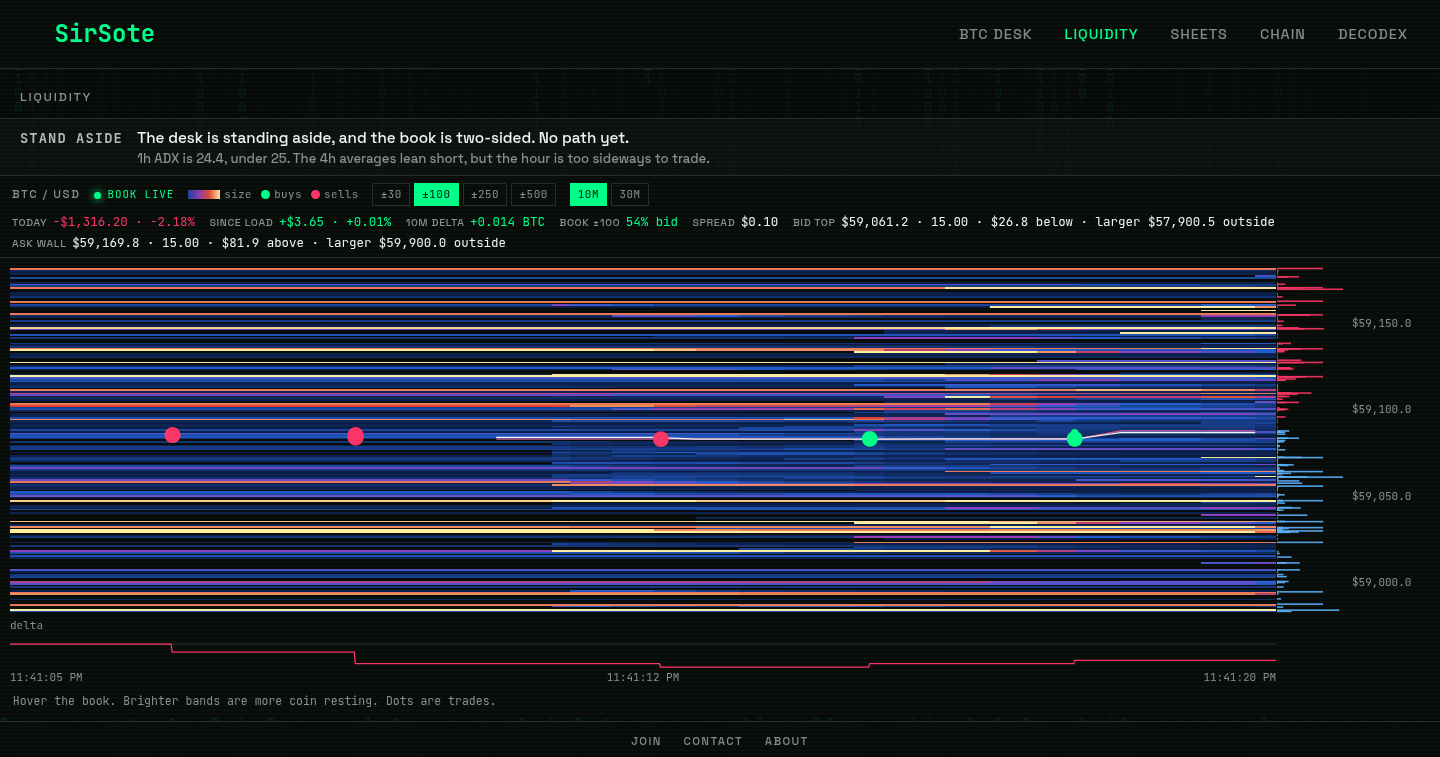 SirSote
BTC DESK LIQUIDITY SHEETS CHAIN DECODEX
LIQUIDITY
STAND ASIDE The desk is standing aside, and the book is two-sided. No path yet.
1h ADX is 24.4, under 25. The 4h averages lean short, but the hour is too sideways to trade.
BTC / USD BOOK LIVE size buys sells ±30 ±100 ±250 ±500 10M 30M
TODAY -$1,316.20 · -2.18% SINCE LOAD +$3.65 · +0.01% 10M DELTA +0.014 BTC BOOK ±100 54% bid SPREAD $0.10 BID TOP $59,061.2 · 15.00 · $26.8 below · larger $57,900.5 outside
ASK WALL $59,169.8 · 15.00 · $81.9 above · larger $59,900.0 outside
$59,150.0
$59,100.0
$59,050.0
$59,000.0
delta
11:41:05 PM 11:41:12 PM 11:41:20 PM
Hover the book. Brighter bands are more coin resting. Dots are trades.
JOIN CONTACT ABOUT